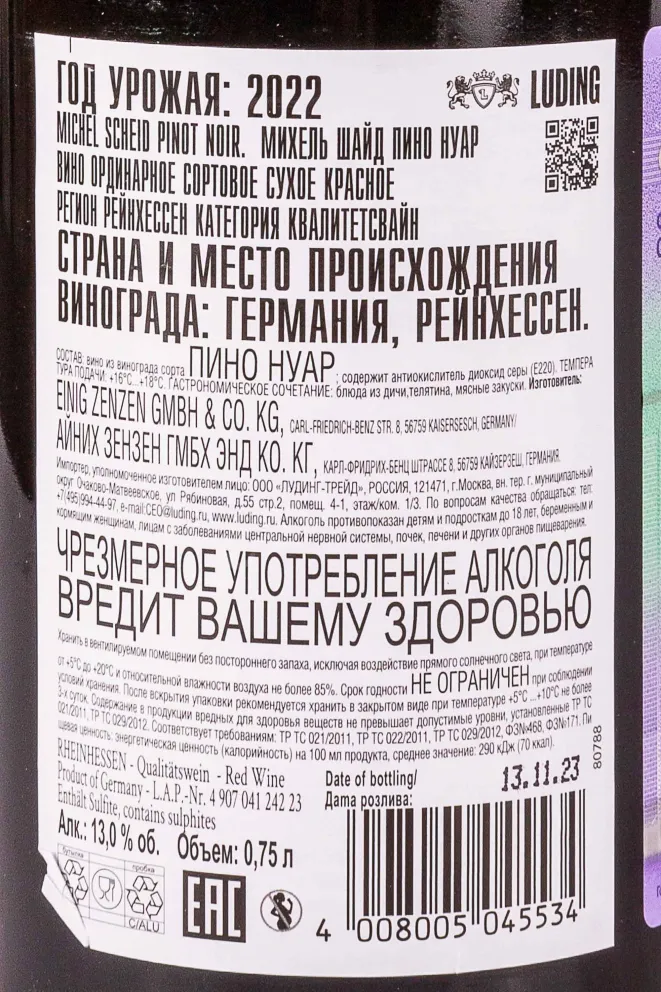 ГОД УРОЖАЯ: 2022
LUDING
MICHEL SCHEID PINOT NOIR. МИХЕЛЬ ШАЙД ПИНО НУАР
ВИНО ОРДИНАРНОЕ СОРТОВОЕ СУХОЕ КРАСНОЕ
РЕГИОН РЕЙНХЕССЕН КАТЕГОРИЯ КВАЛИТЕТСВАЙН
СТРАНА И МЕСТО ПРОИСХОЖДЕНИЯ
ВИНОГРАДА: ГЕРМАНИЯ, РЕЙНХЕССЕН.
СОСТАВ: вино из винограда сорта ПИНО НУАР ; содержит антиокислитель диоксид серы (E220). ТЕМПЕРА
ТУРА ПОДАЧИ: +16°C...+18°C. ГАСТРОНОМИЧЕСКОЕ СОЧЕТАНИЕ: блюда из дичи,телятина, мясные закуски. Изготовитель:
EINIG ZENZEN GMBH & CO. KG, CARL-FRIEDRICH-BENZ STR. 8, 56759 KAISERSESCH, GERMANY/
АЙНИХ ЗЕНЗЕН ГМБХ ЭНД КО. КГ, КАРЛ-ФРИДРИХ-БЕНЦ ШТРАССЕ 8, 56759 КАЙЗЕРЗЕШ, ГЕРМАНИЯ.
Импортер, уполномоченное изготовителем лицо: ООО «ЛУДИНГ-ТРЕЙД», РОССИЯ, 121471, г.Москва, вн. тер. г. муниципальный
округ Очаково-Матвеевское, ул Рябиновая, д.55 стр.2, помещ. 4-1, этаж/ком. 1/3. По вопросам качества обращаться: тел:
+7(495)994-44-97, e-mail:CEO@luding.ru, www.luding.ru. Алкоголь противопоказан детям и подросткам до 18 лет, беременным и
кормящим женщинам, лицам с заболеваниями центральной нервной системы, почек, печени и других органов пищеварения.
ЧРЕЗМЕРНОЕ УПОТРЕБЛЕНИЕ АЛКОГОЛЯ
ВРЕДИТ ВАШЕМУ ЗДОРОВЬЮ
Хранить в вентилируемом помещении без постороннего запаха, исключая воздействие прямого солнечного света, при температуре
от +5°C до +20°C и относительной влажности воздуха не более 85%. Срок годности НЕ ОГРАНИЧЕН при соблюдении
условий хранения. После вскрытия упаковки рекомендуется хранить в закрытом виде при температуре +5°C ...+10°C не более
3-х суток. Содержание в продукции вредных для здоровья веществ не превышает допустимые уровни, установленные ТР ТС
021/2011, ТР ТС 029/2012. Соответствует требованиям: ТР ТС 021/2011, ТР ТС 022/2011, ТР ТС 029/2012, ФЗ№468, ФЗ№171. Пи
щевая ценность: энергетическая ценность (калорийность) на 100 мл продукта, среднее значение: 290 кДж (70 ккал).
80788
RHEINHESSEN - Qualitätswein - Red Wine
Product of Germany - L.A.P.-Nr. 4 907 041 242 23
Enthält Sulfite, contains sulphites
Date of bottling/ 13.11.23
Дата розлива:
Алк.: 13,0 % об. Объем: 0,75 л
бутылка
пробка
C/ALU
EAC
4 008005 045534